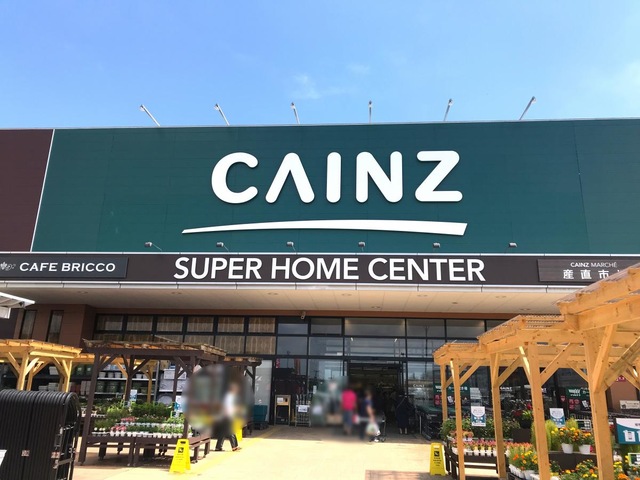 CAINZ
CAFE BRICCO
SUPER HOME CENTER
CAINZ MARCHÉ
産直市